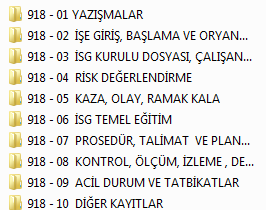 918 - 01 YAZIŞMALAR
918 - 02 İŞE GİRİŞ, BAŞLAMA VE ORYAN...
918 - 03 İSG KURULU DOSYASI, ÇALIŞAN...
918 - 04 RİSK DEĞERLENDİRME
918 - 05 KAZA, OLAY, RAMAK KALA
918 - 06 İSG TEMEL EĞİTİM
918 - 07 PROSEDÜR, TALİMAT VE PLAN...
918 - 08 KONTROL, ÖLÇÜM, İZLEME , DE...
918 - 09 ACİL DURUM VE TATBİKATLAR
918 - 10 DİĞER KAYITLAR